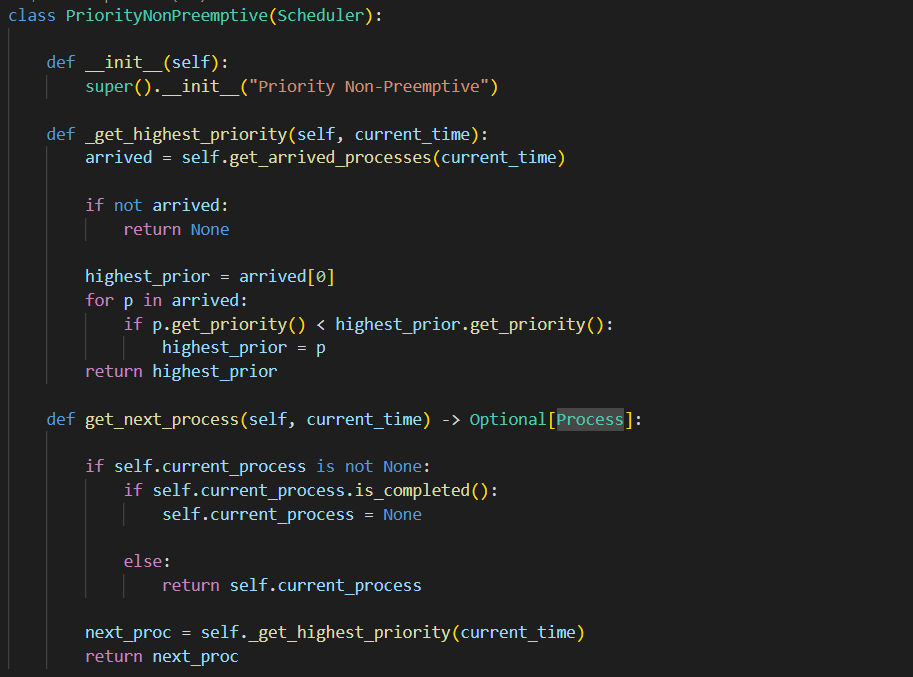 class PriorityNonPreemptive(Scheduler):
def __init__(self):
super().__init__("Priority Non-Preemptive")
def _get_highest_priority(self, current_time):
arrived = self.get_arrived_processes(current_time)
if not arrived:
return None
highest_prior = arrived[0]
for p in arrived:
if p.get_priority() < highest_prior.get_priority():
highest_prior = p
return highest_prior
def get_next_process(self, current_time) -> Optional[Process]:
if self.current_process is not None:
if self.current_process.is_completed():
self.current_process = None
else:
return self.current_process
next_proc = self._get_highest_priority(current_time)
return next_proc